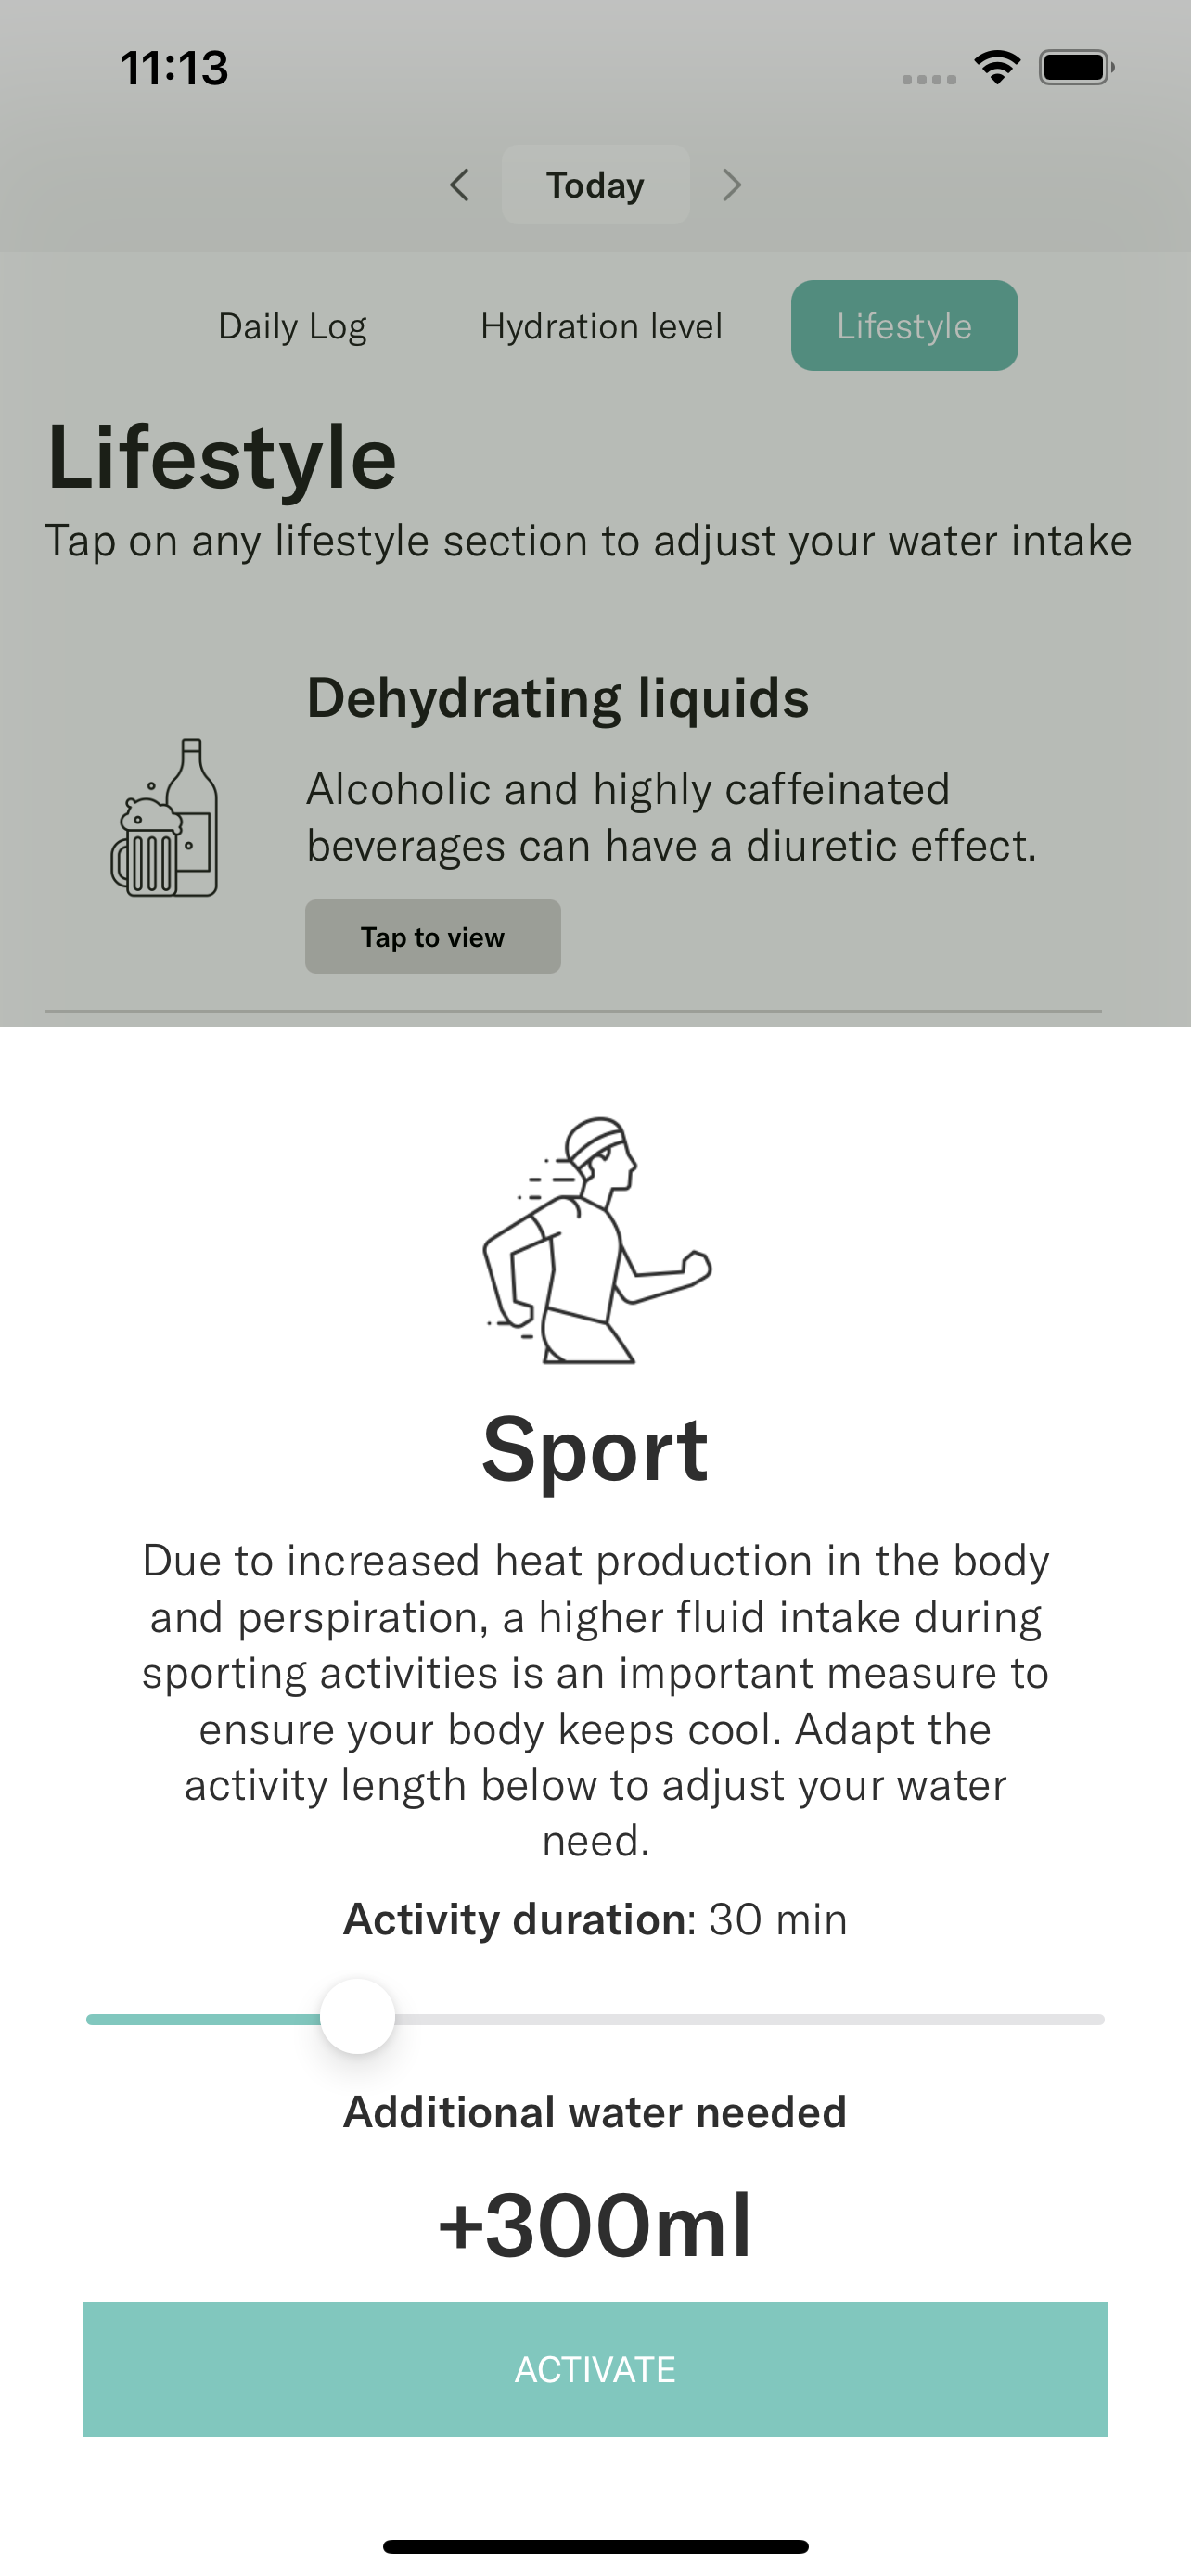 11:13
Today
Daily Log
Hydration level
Lifestyle
Lifestyle
Tap on any lifestyle section to adjust your water intake
Dehydrating liquids
Alcoholic and highly caffeinated
beverages can have a diuretic effect.
Tap to view
Sport
Due to increased heat production in the body
and perspiration, a higher fluid intake during
sporting activities is an important measure to
ensure your body keeps cool. Adapt the
activity length below to adjust your water
need.
Activity duration: 30 min
Additional water needed
+300ml
ACTIVATE